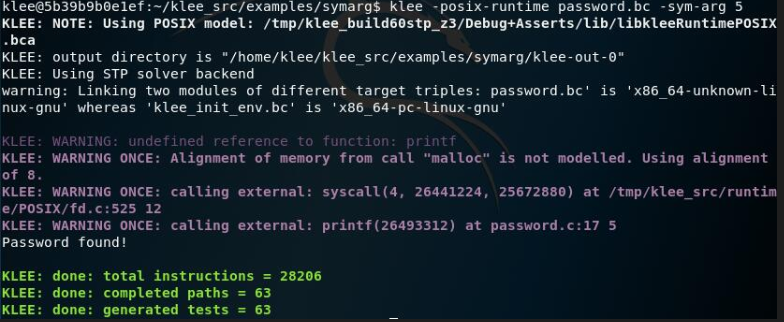 klee@5b39b9b0e1ef:~/klee_src/examples/symarg$ klee -posix-runtime password.bc -sym-arg 5
KLEE: NOTE: Using POSIX model: /tmp/klee_build60stp_z3/Debug+Asserts/lib/libkleeRuntimePOSIX
.bca
KLEE: output directory is "/home/klee/klee_src/examples/symarg/klee-out-0"
KLEE: Using STP solver backend
warning: Linking two modules of different target triples: password.bc' is 'x86_64-unknown-li
nux-gnu' whereas 'klee_init_env.bc' is 'x86_64-pc-linux-gnu'
KLEE: WARNING: undefined reference to function: printf
KLEE: WARNING ONCE: Alignment of memory from call "malloc" is not modelled. Using alignment
of 8.
KLEE: WARNING ONCE: calling external: syscall(4, 26441224, 25672880) at /tmp/klee_src/runtim
e/POSIX/fd.c:525 12
KLEE: WARNING ONCE: calling external: printf(26493312) at password.c:17 5
Password found!
KLEE: done: total instructions = 28206
KLEE: done: completed paths = 63
KLEE: done: generated tests = 63